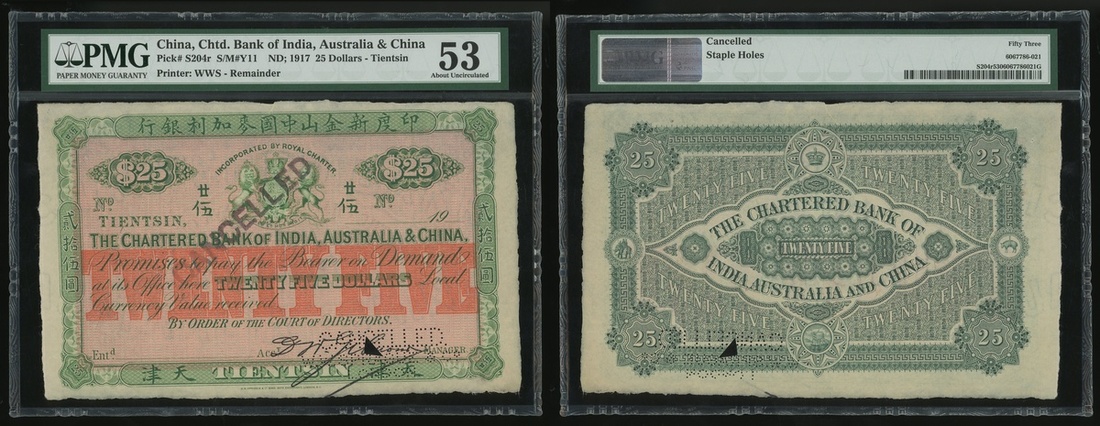 PMG
PAPER MONEY GUARANTY
China, Chtd. Bank of India, Australia & China
Pick# S204r S/M#Y11 ND; 1917 25 Dollars - Tientsin
Printer: WWS - Remainder
53
About Uncirculated
行銀利加麥國中山金新度印
INCORPORATED BY ROYAL CHARTER.
$25
$25
廿伍
廿伍
No
No
TIENTSIN,
19
CANCELLED
貳拾伍圓
貳拾伍圓
THE CHARTERED BANK OF INDIA, AUSTRALIA & CHINA,
TWENTY FIVE
Promises to pay the Bearer on Demand
at its Office here TWENTY FIVE DOLLARS Local
Currency Value received.
BY ORDER OF THE COURT OF DIRECTORS.
Entd
MANAGER
CANCELLED
津天
TIENTSIN
Cancelled
Staple Holes
Fifty Three
6067786-021
S204r5306067786021G
25
25
TWENTY FIVE
TWENTY FIVE
THE CHARTERED BANK OF
TWENTY FIVE
INDIA AUSTRALIA AND CHINA
TWENTY FIVE
TWENTY FIVE
25
25